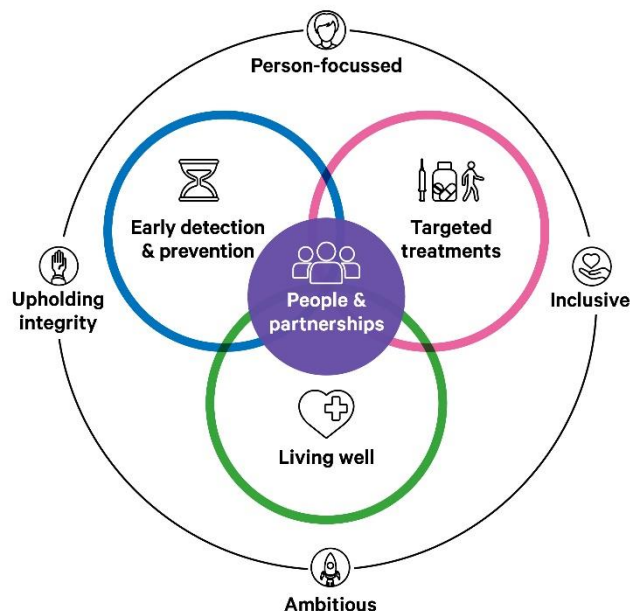 Person-focussed
Early detection
& prevention
Targeted
treatments
People &
partnerships
Upholding
integrity
Inclusive
Living well
Ambitious